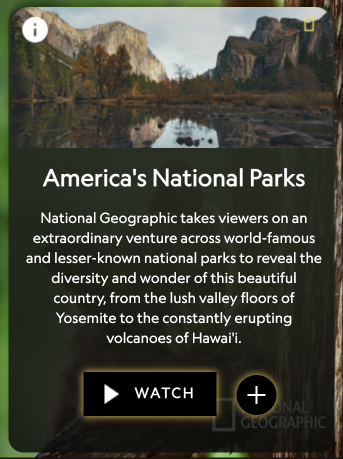 America's National Parks
National Geographic takes viewers on an
extraordinary venture across world-famous
and lesser-known national parks to reveal the
diversity and wonder of this beautiful
country, from the lush valley floors of
Yosemite to the constantly erupting
volcanoes of Hawai'i.
WATCH
GEOGRAPHIC